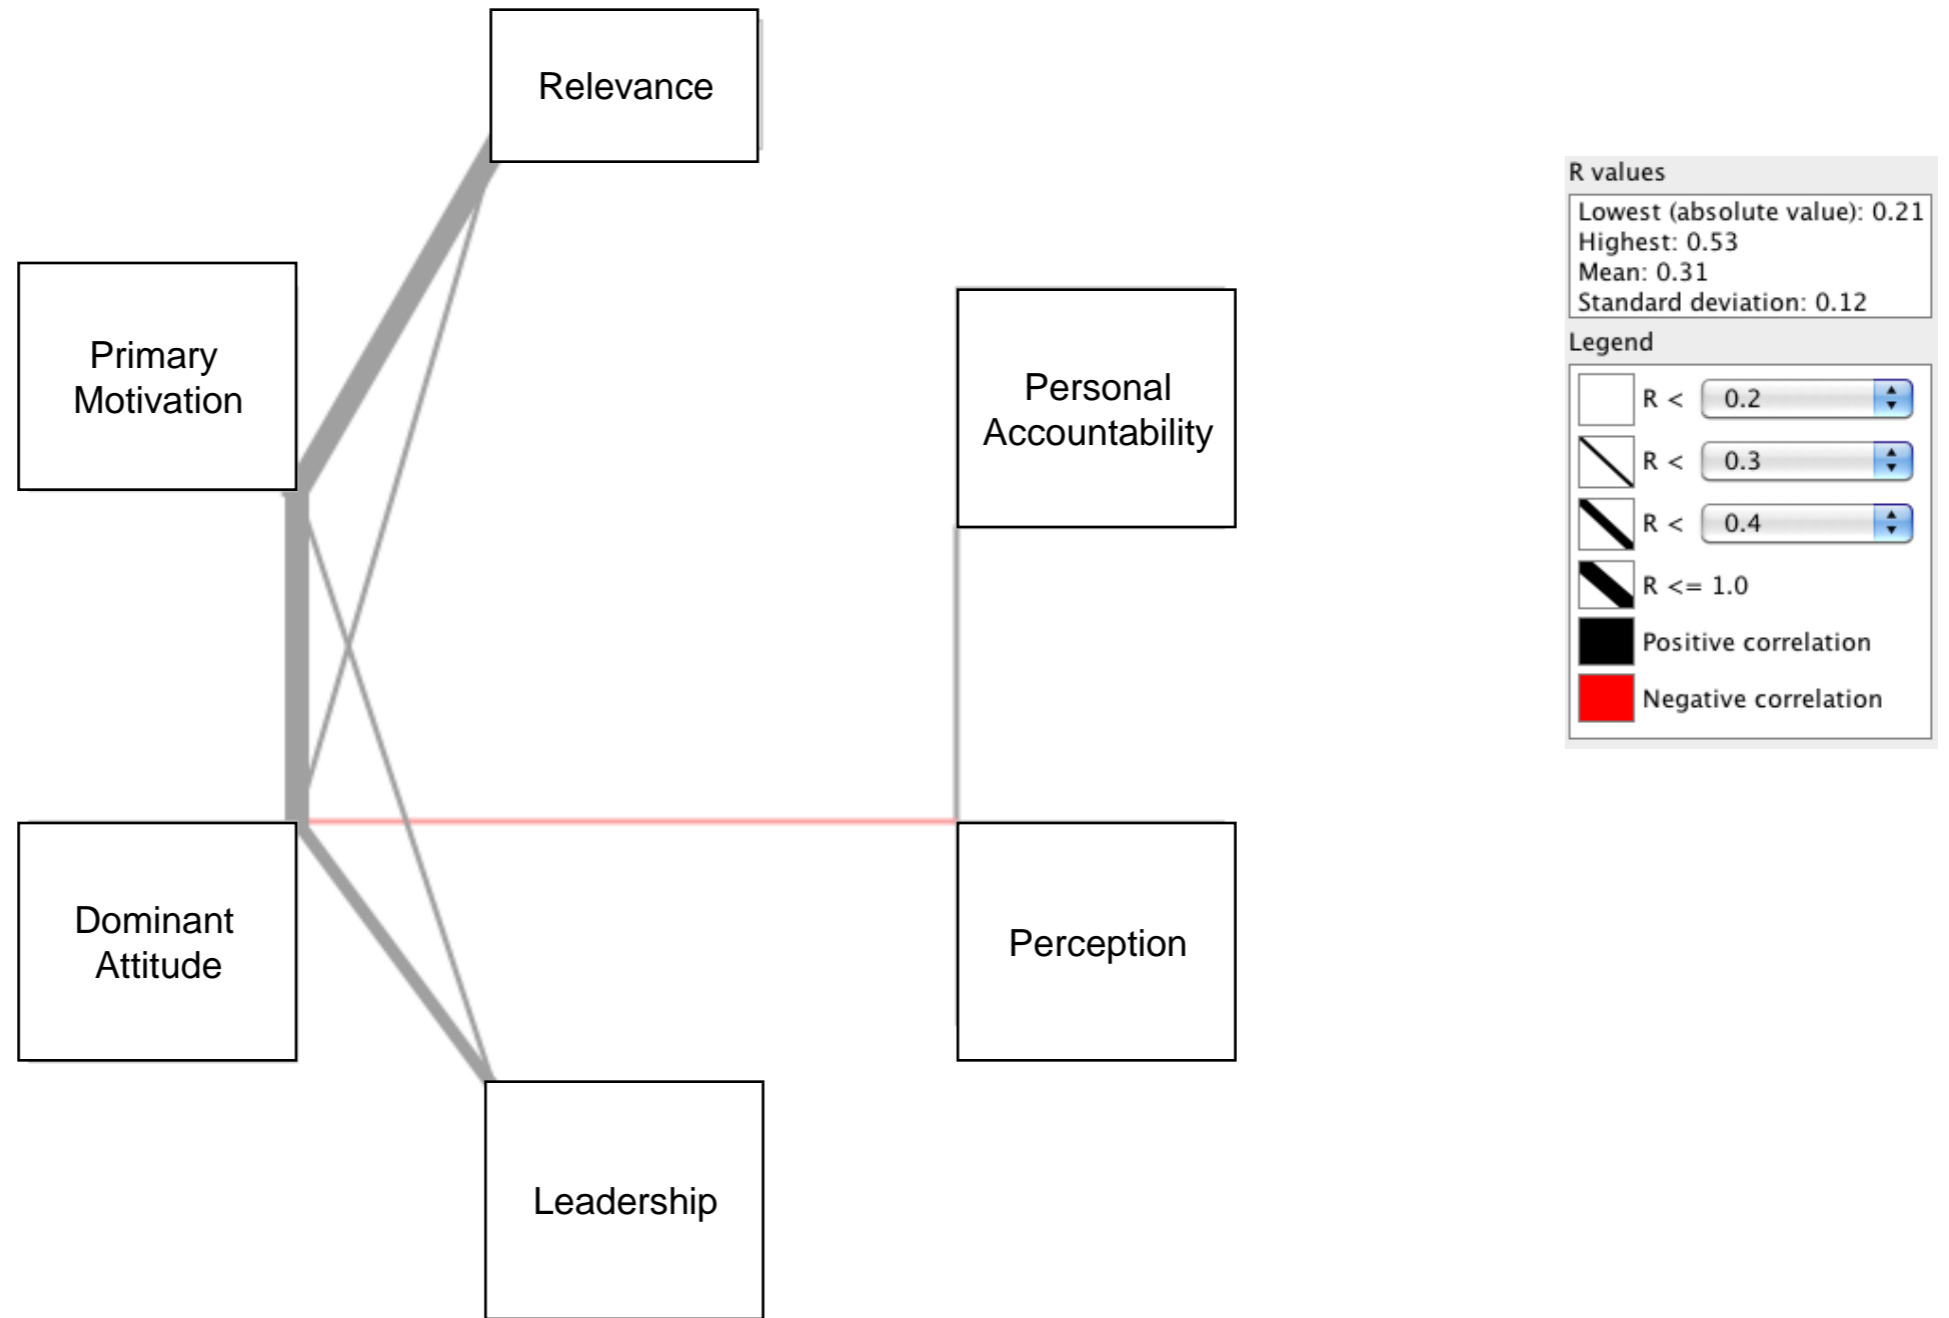 Relevance
Primary
Motivation
Personal
Accountability
Dominant
Attitude
Perception
Leadership
R values
Lowest (absolute value): 0.21
Highest: 0.53
Mean: 0.31
Standard deviation: 0.12
Legend
R < 0.2
R < 0.3
R < 0.4
R <= 1.0
Positive correlation
Negative correlation